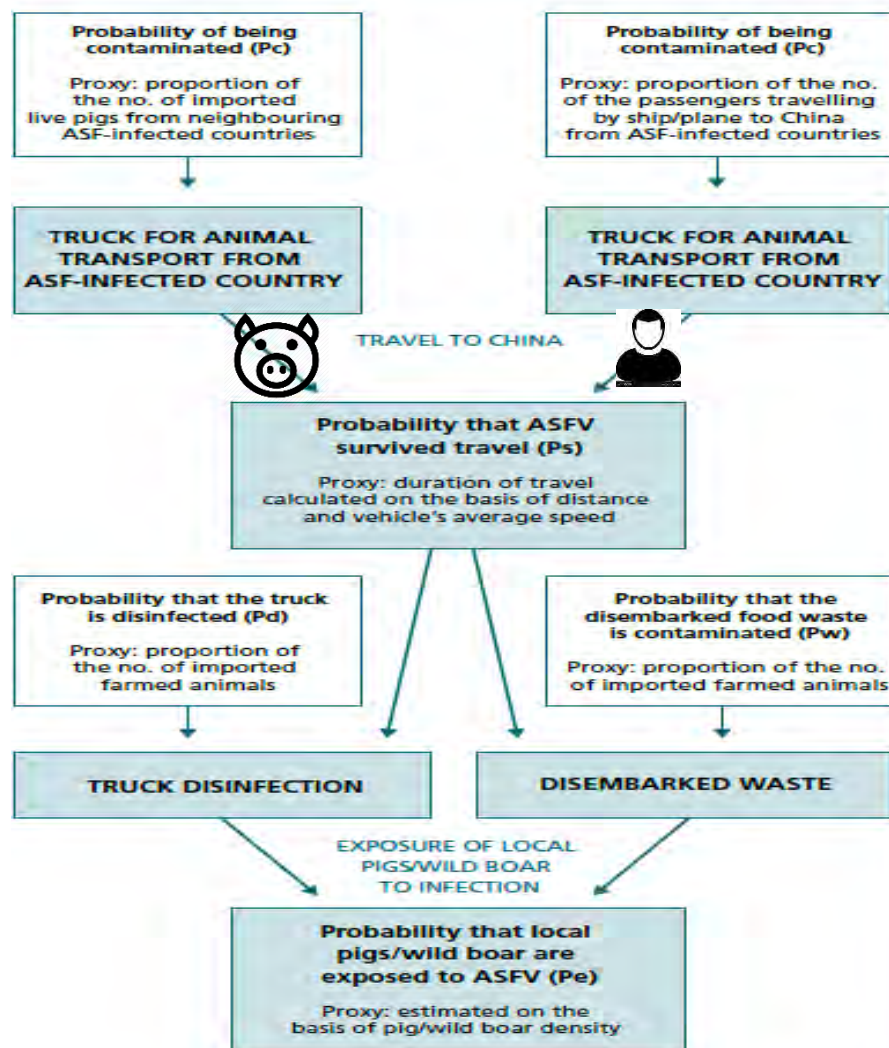 Probability of being
contaminated (Pc)
Proxy: proportion of
the no. of imported
live pigs from neighbouring
ASF-infected countries
Probability of being
contaminated (Pc)
Proxy: proportion of the no.
of the passengers travelling
by ship/plane to China
from ASF-infected countries
TRUCK FOR ANIMAL
TRANSPORT FROM
ASF-INFECTED COUNTRY
TRUCK FOR ANIMAL
TRANSPORT FROM
ASF-INFECTED COUNTRY
TRAVEL TO CHINA
Probability that ASFV
survived travel (Ps)
Proxy: duration of travel
calculated on the basis of distance
and vehicle's average speed
Probability that the truck
is disinfected (Pd)
Proxy: proportion of
the no. of imported
farmed animals
Probability that the
disembarked food waste
is contaminated (Pw)
Proxy: proportion of the no.
of imported farmed animals
TRUCK DISINFECTION
DISEMBARKED WASTE
EXPOSURE OF LOCAL
PIGS/WILD BOAR
TO INFECTION
Probability that local
pigs/wild boar are
exposed to ASFV (Pe)
Proxy: estimated on the
basis of pig/wild boar density